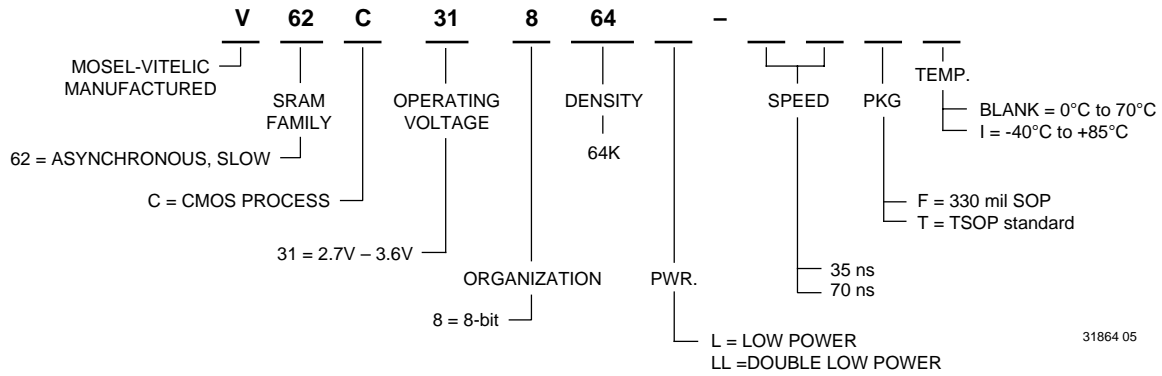 V 62 C 31 8 64 –
MOSEL-VITELIC
MANUFACTURED
SRAM
FAMILY
62 = ASYNCHRONOUS, SLOW
C = CMOS PROCESS
OPERATING
VOLTAGE
31 = 2.7V – 3.6V
ORGANIZATION
8 = 8-bit
DENSITY
64K
PWR.
L = LOW POWER
LL =DOUBLE LOW POWER
SPEED
35 ns
70 ns
PKG
F = 330 mil SOP
T = TSOP standard
TEMP.
BLANK = 0°C to 70°C
I = -40°C to +85°C
31864 05